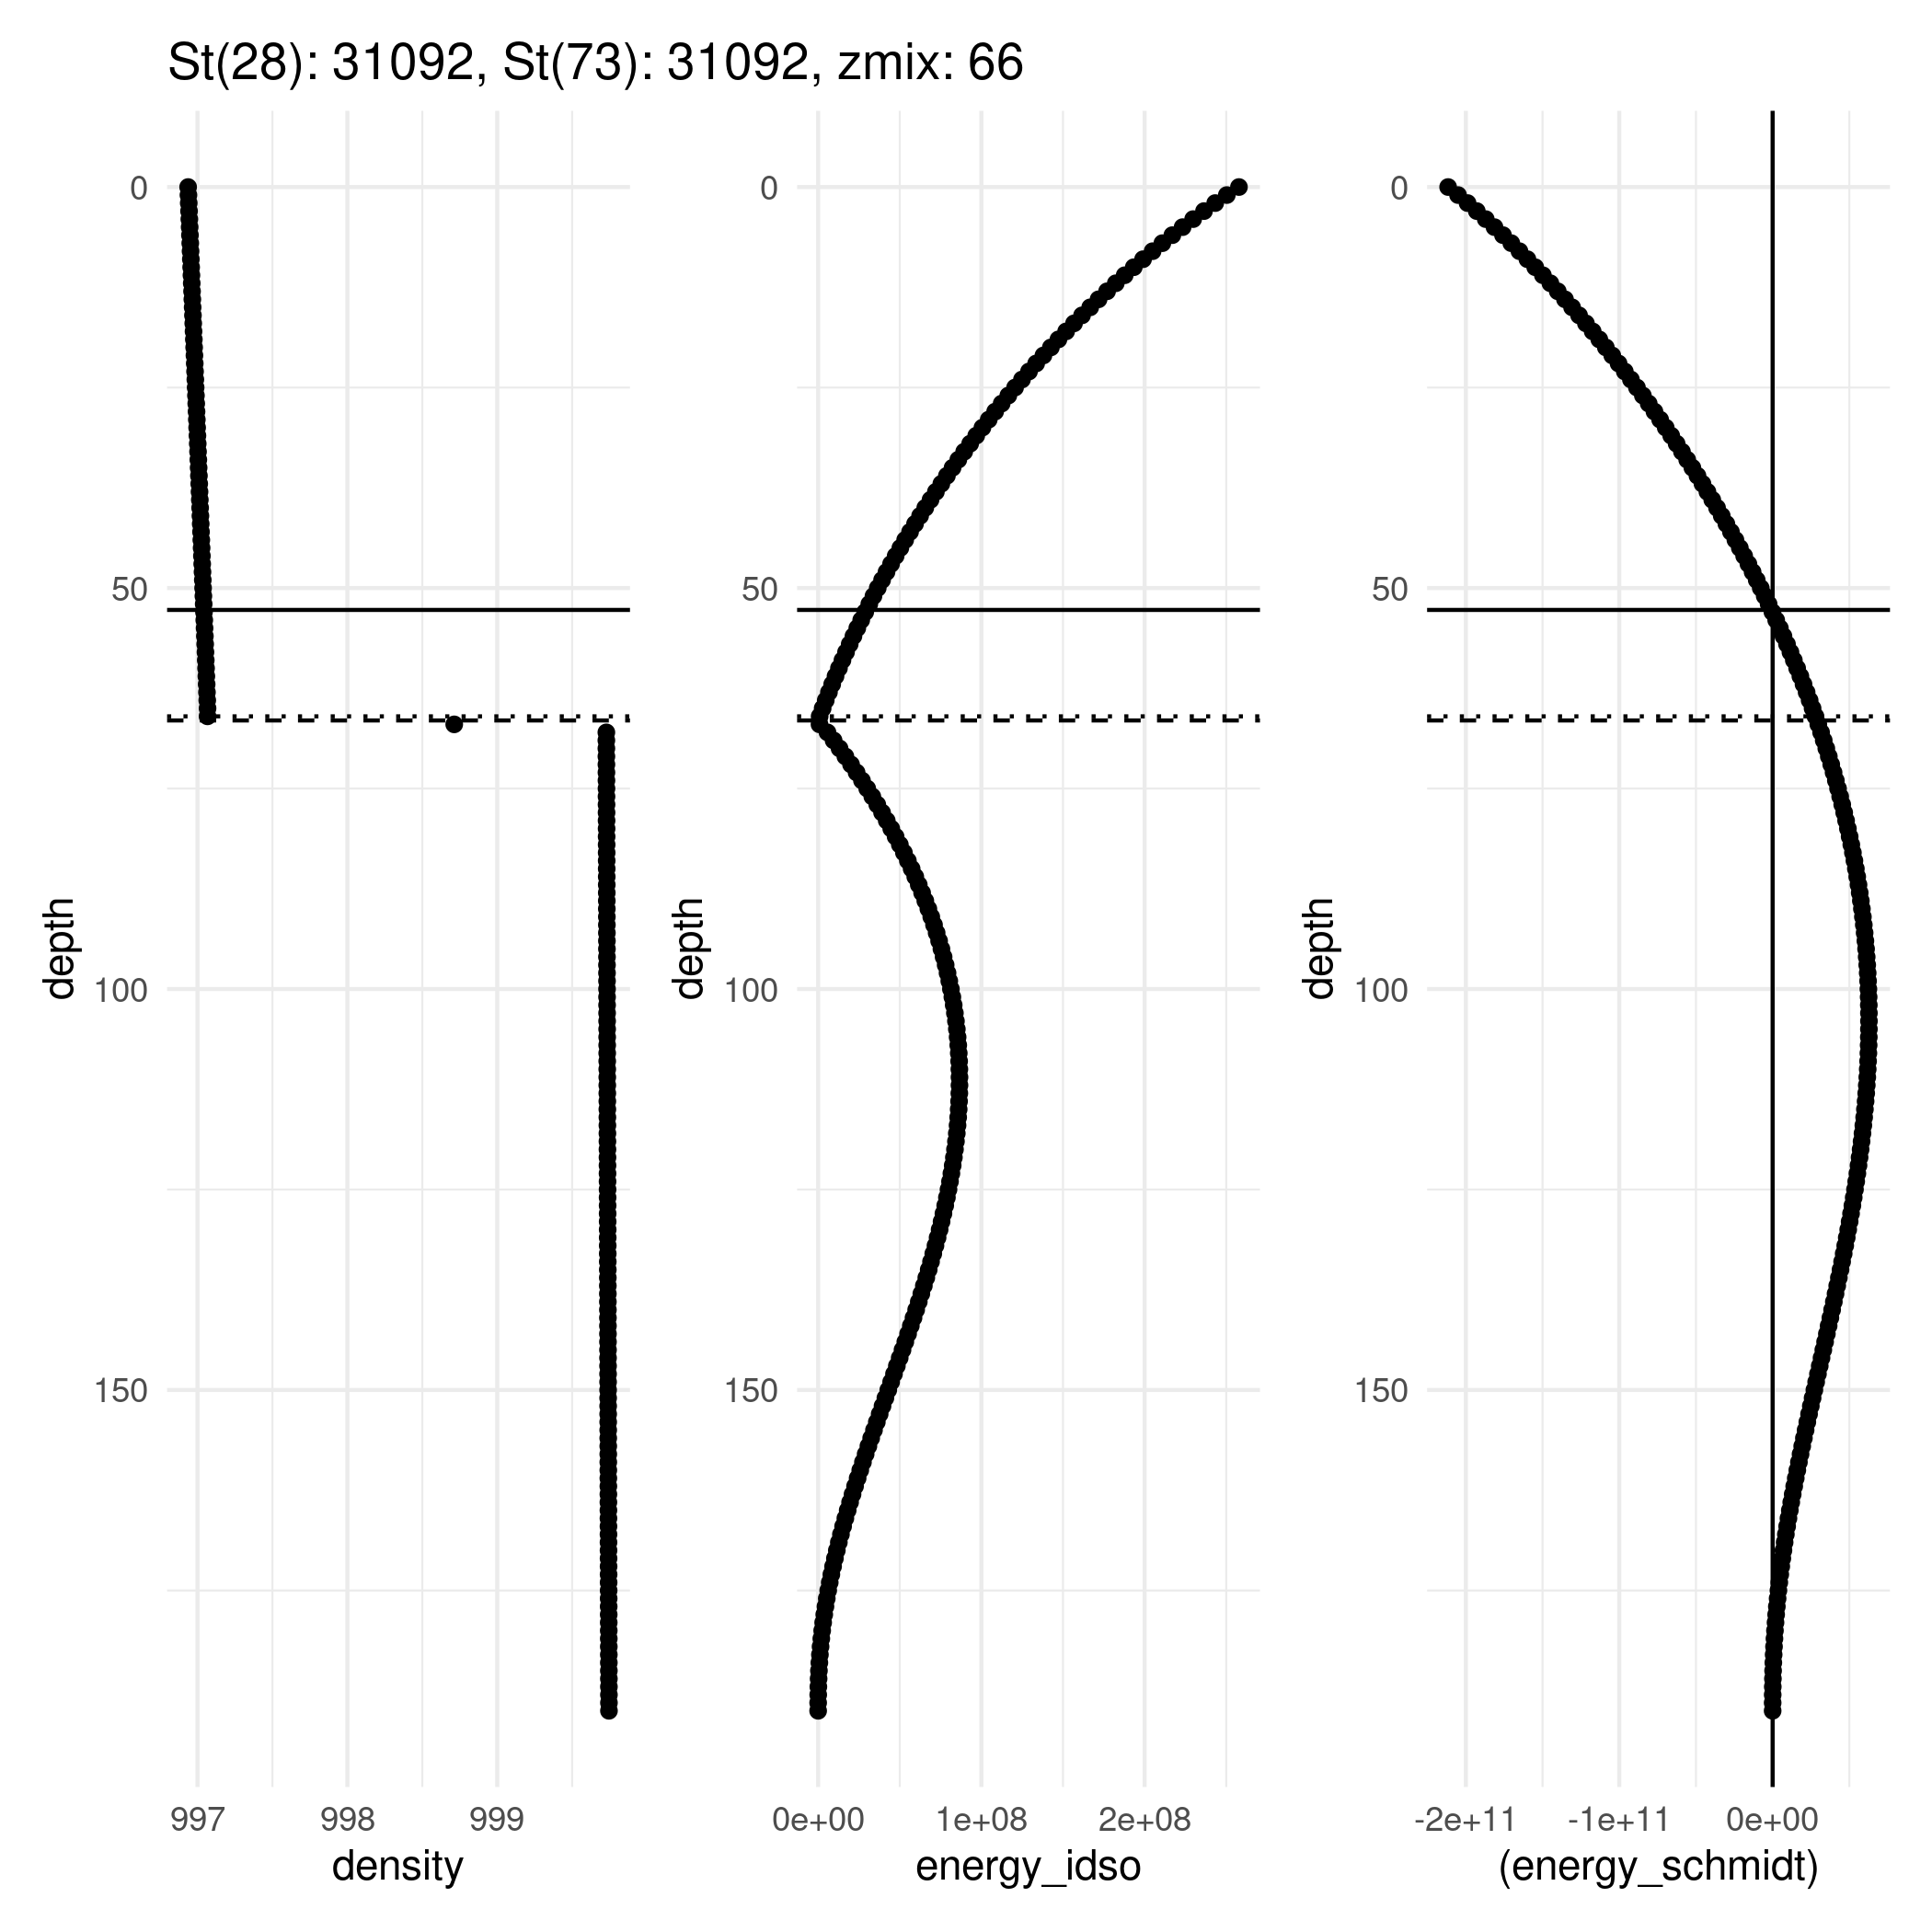 St(28): 31092, St(73): 31092, zmix: 66
0
50
100
150
depth
997
998
999
density
0
50
100
150
depth
0e+00
1e+08
2e+08
energy_idso
0
50
100
150
depth
-2e+11
-1e+11
0e+00
(energy_schmidt)